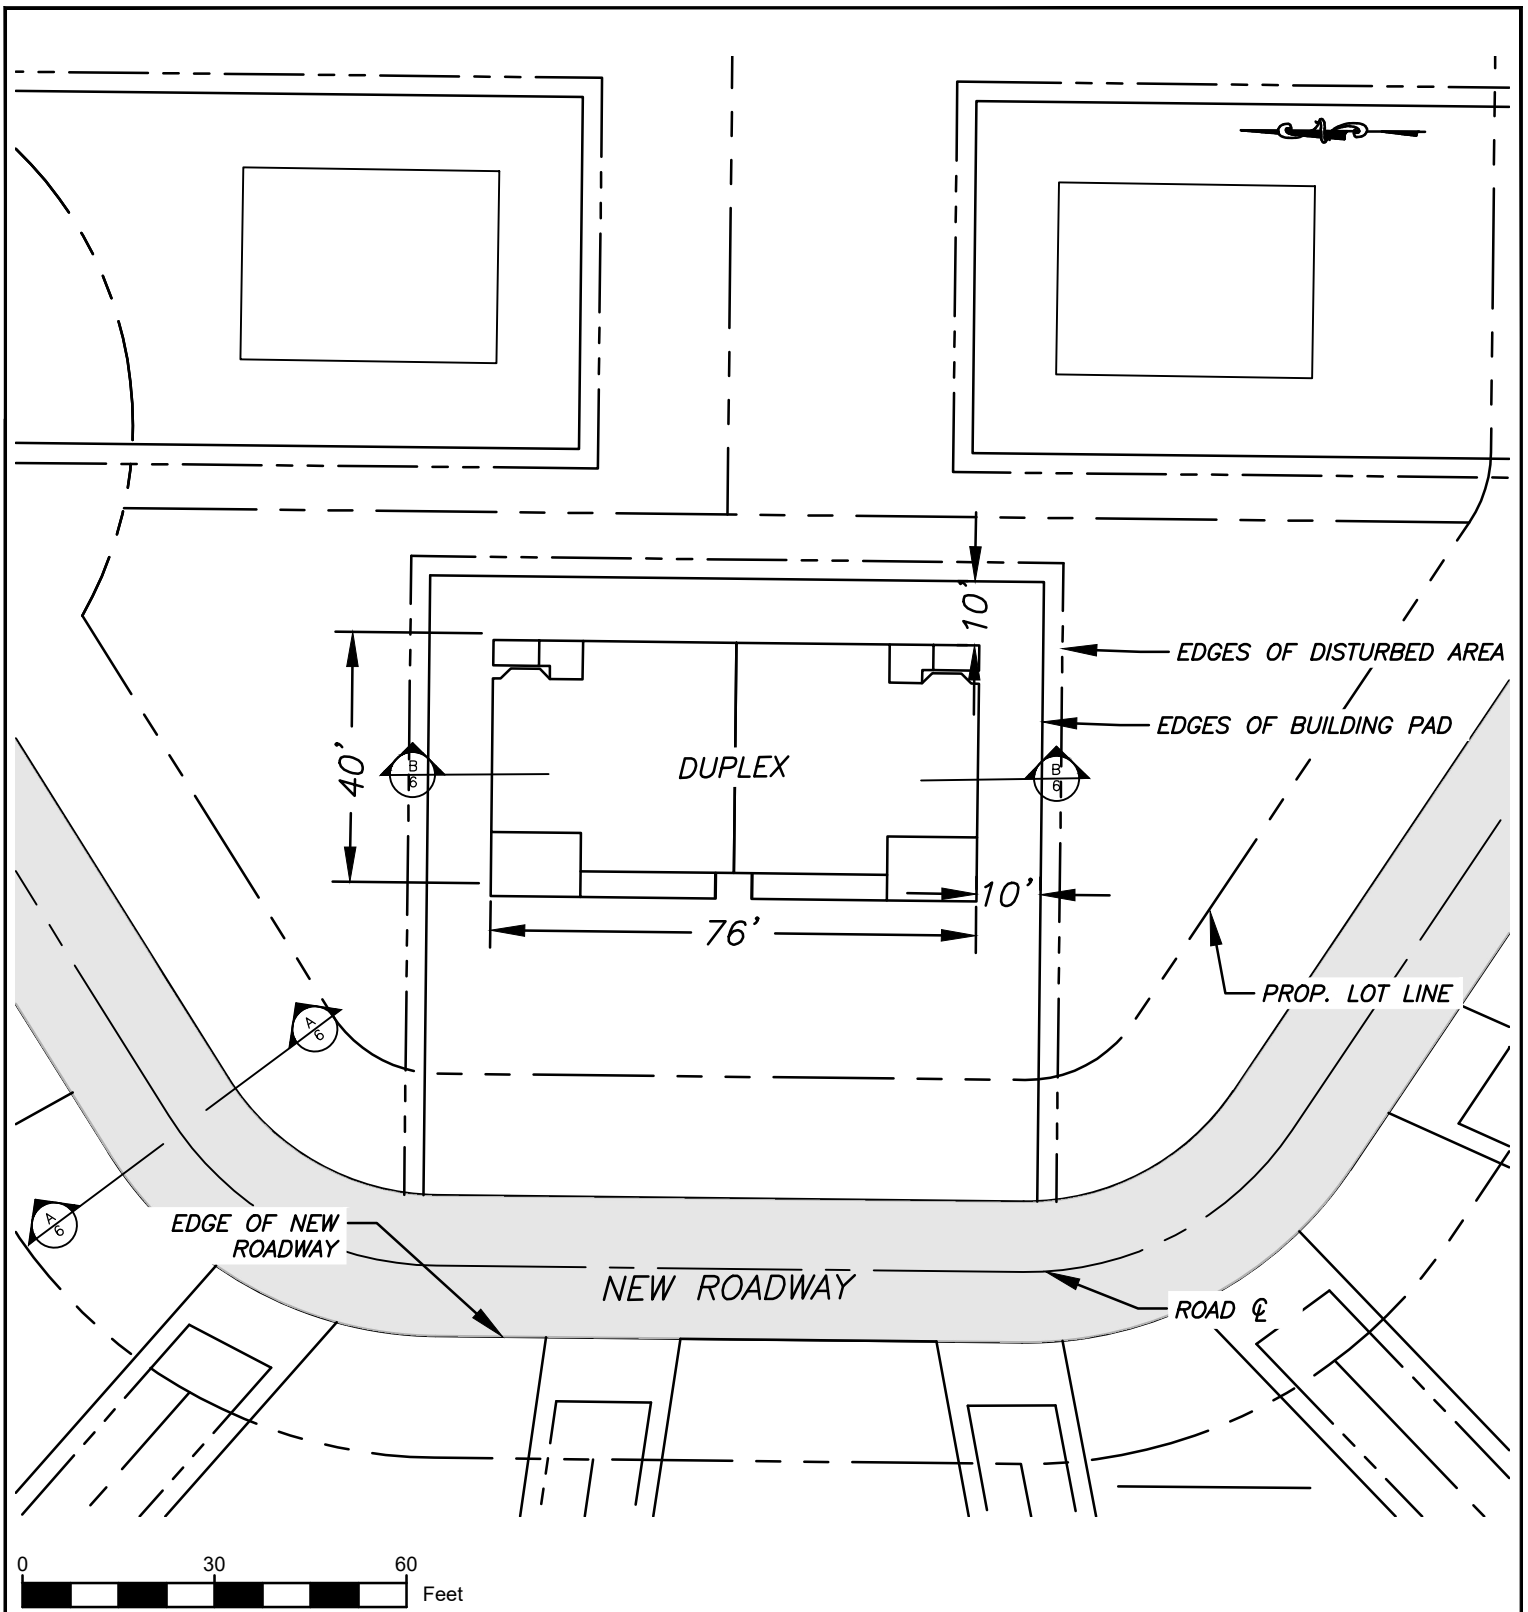 10'
EDGES OF DISTURBED AREA
EDGES OF BUILDING PAD
40'
B
6
DUPLEX
B
6
10'
76'
PROP. LOT LINE
A
6
A
6
EDGE OF NEW
ROADWAY
NEW ROADWAY
ROAD ℄
0 30 60
Feet